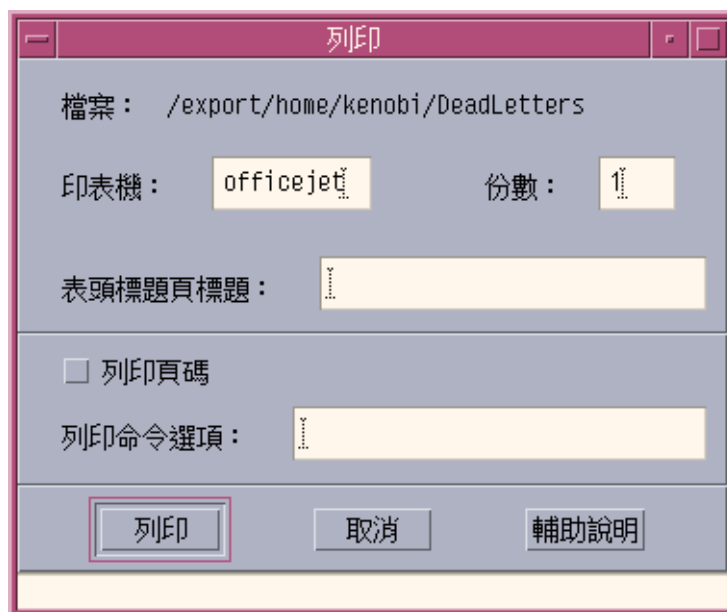 列印
檔案： /export/home/kenobi/DeadLetters
印表機： officejet 份數： 1
表頭標題頁標題：
列印頁碼
列印命令選項：
列印 取消 輔助說明